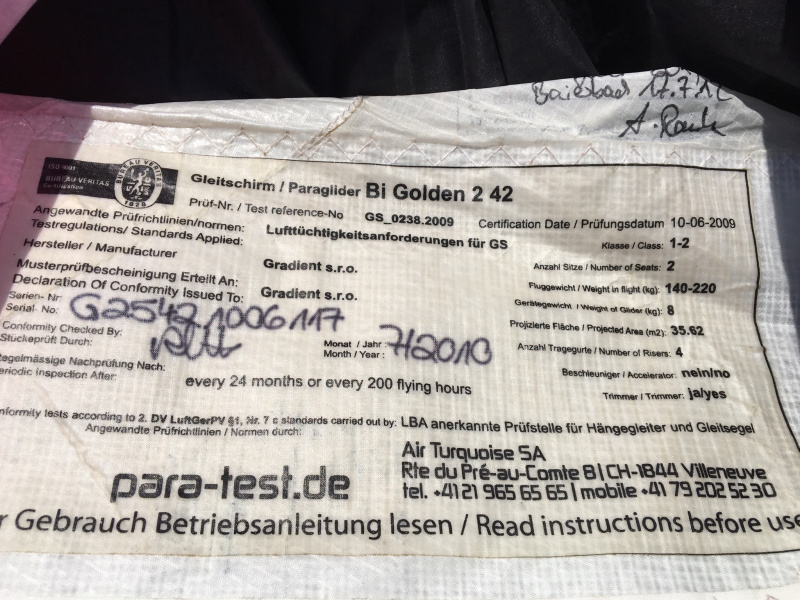 17.7.12
ISO 9001
BUREAU VERITAS
Certification
BUREAU VERITAS
1828
Gleitschirm / Paraglider Bi Golden 2 42
Prüf-Nr. / Test reference-No GS_0238.2009
Certification Date / Prüfungsdatum 10-06-2009
Angewandte Prüfrichtlinien/normen:
Testregulations/ Standards Applied: Lufttüchtigkeitsanforderungen für GS
Klasse / Class: 1-2
Hersteller / Manufacturer Gradient s.r.o.
Anzahl Sitze / Number of Seats: 2
Musterprüfbescheinigung Erteilt An:
Declaration Of Conformity Issued To: Gradient s.r.o.
Fluggewicht / Weight in flight (kg): 140-220
Gerätegewicht / Weight of Glider (kg): 8
Serien- Nr
Serial- No: G25421006117
Projizierte Fläche / Projected Area (m2): 35.62
Conformity Checked By:
Stückeprüft Durch:
Monat / Jahr :
Month / Year : 7/2010
Anzahl Tragegurte / Number of Risers: 4
egelmässige Nachprüfung Nach:
eriodic Inspection After: every 24 months or every 200 flying hours
Beschleuniger / Accelerator: nein/no
Trimmer / Trimmer: ja/yes
nformity tests according to 2. DV LuftGerPV §1, Nr. 7 c standards carried out by: LBA anerkannte Prüfstelle für Hängegleiter und Gleitsegel
Angewandte Prüfrichtlinien / Normen durch:
para-test.de
Air Turquoise SA
Rte du Pré-au-Comte 8 | CH-1844 Villeneuve
tel. +41 21 965 65 65 | mobile +41 79 202 52 30
r Gebrauch Betriebsanleitung lesen / Read instructions before use